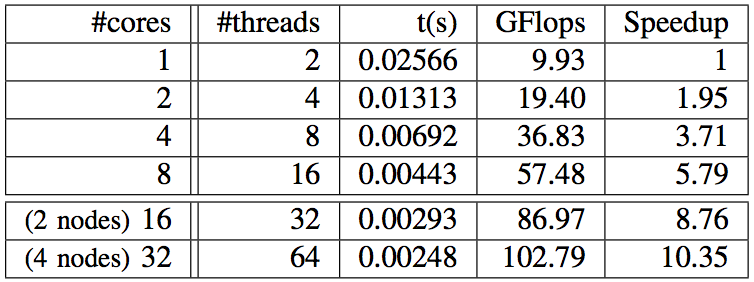 #cores #threads t(s) GFlops Speedup
1 2 0.02566 9.93 1
2 4 0.01313 19.40 1.95
4 8 0.00692 36.83 3.71
8 16 0.00443 57.48 5.79
(2 nodes) 16 32 0.00293 86.97 8.76
(4 nodes) 32 64 0.00248 102.79 10.35